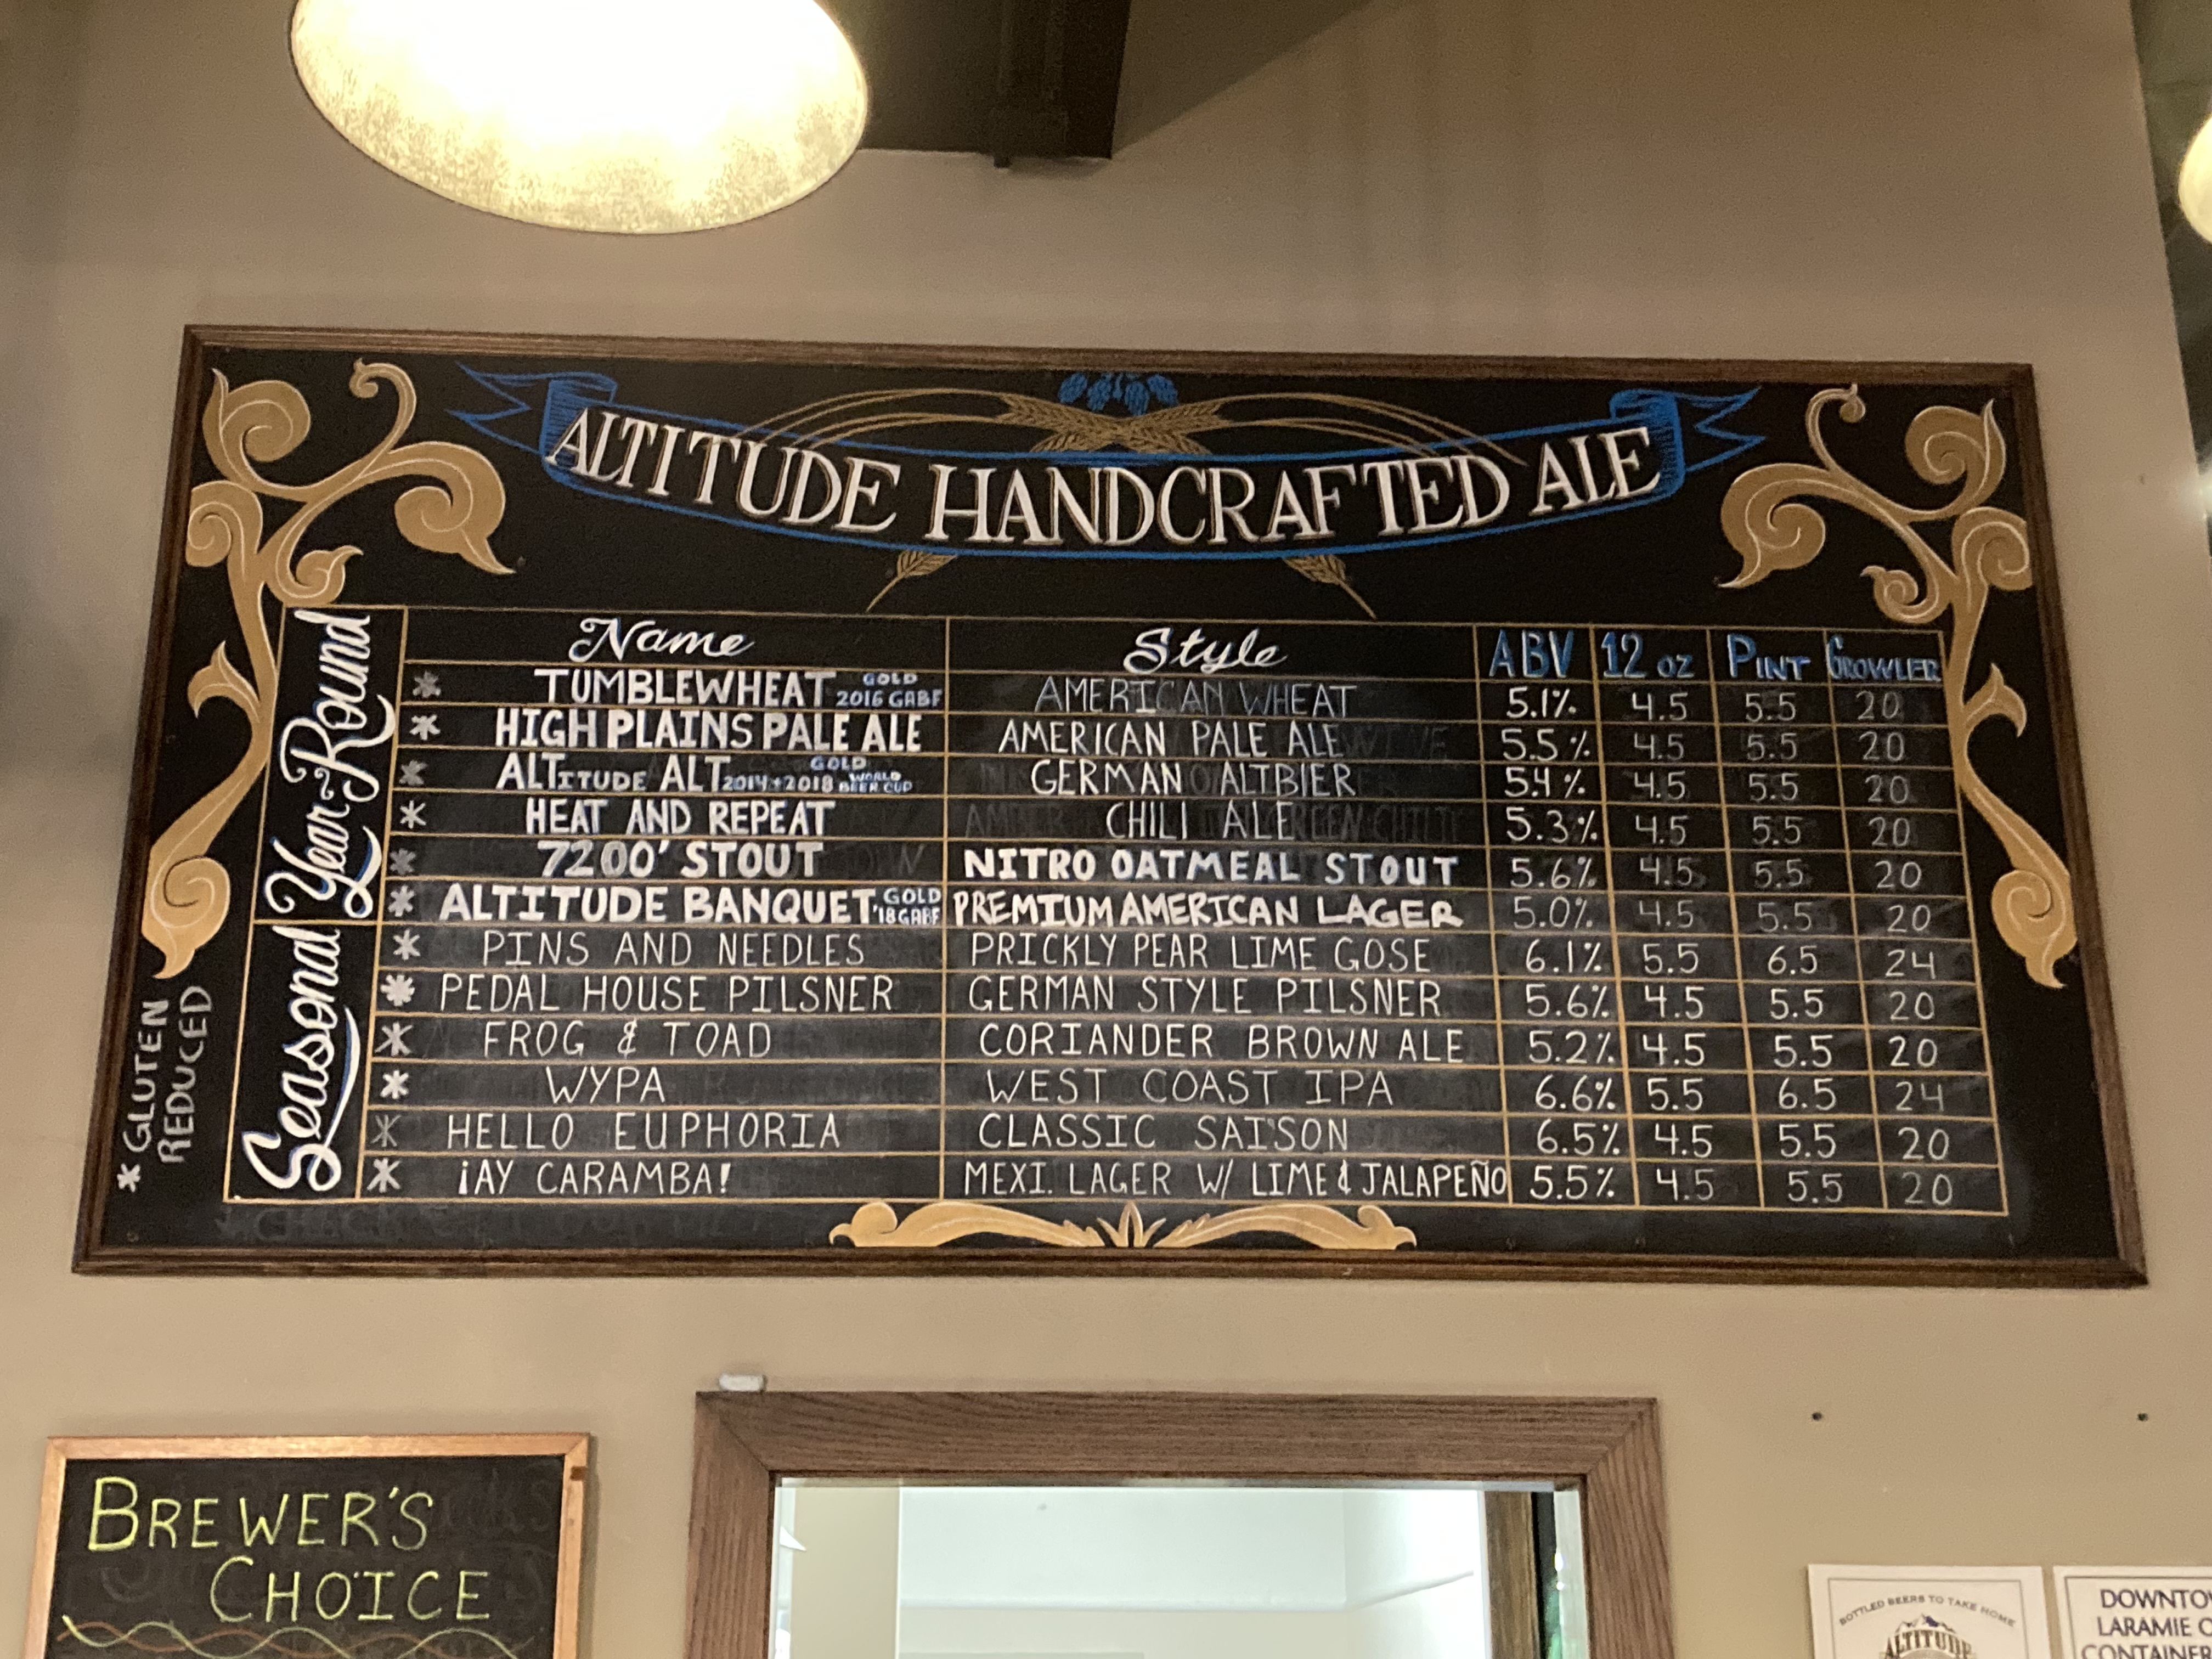 ALTITUDE HANDCRAFTED ALE
Year-Round
Name Style ABV 12 oz PINT GROWLER
* TUMBLEWHEAT GOLD 2016 GABF AMERICAN WHEAT 5.1% 4.5 5.5 20
* HIGH PLAINS PALE ALE AMERICAN PALE ALE 5.5% 4.5 5.5 20
* ALTITUDE ALT GOLD 2014+2018 WORLD BEER CUP GERMAN ALTBIER 5.4% 4.5 5.5 20
* HEAT AND REPEAT CHILI ALE 5.3% 4.5 5.5 20
* 7200' STOUT NITRO OATMEAL STOUT 5.6% 4.5 5.5 20
* ALTITUDE BANQUET GOLD '18 GABF PREMIUM AMERICAN LAGER 5.0% 4.5 5.5 20
Seasonal
* PINS AND NEEDLES PRICKLY PEAR LIME GOSE 6.1% 5.5 6.5 24
* PEDAL HOUSE PILSNER GERMAN STYLE PILSNER 5.6% 4.5 5.5 20
* FROG & TOAD CORIANDER BROWN ALE 5.2% 4.5 5.5 20
* WYPA WEST COAST IPA 6.6% 5.5 6.5 24
* HELLO EUPHORIA CLASSIC SAISON 6.5% 4.5 5.5 20
* ¡AY CARAMBA! MEXI. LAGER W/ LIME & JALAPEÑO 5.5% 4.5 5.5 20
* GLUTEN
REDUCED
BREWER'S
CHOICE
BOTTLED BEERS TO TAKE HOME
ALTITUDE
DOWNTO
LARAMIE O
CONTAINER